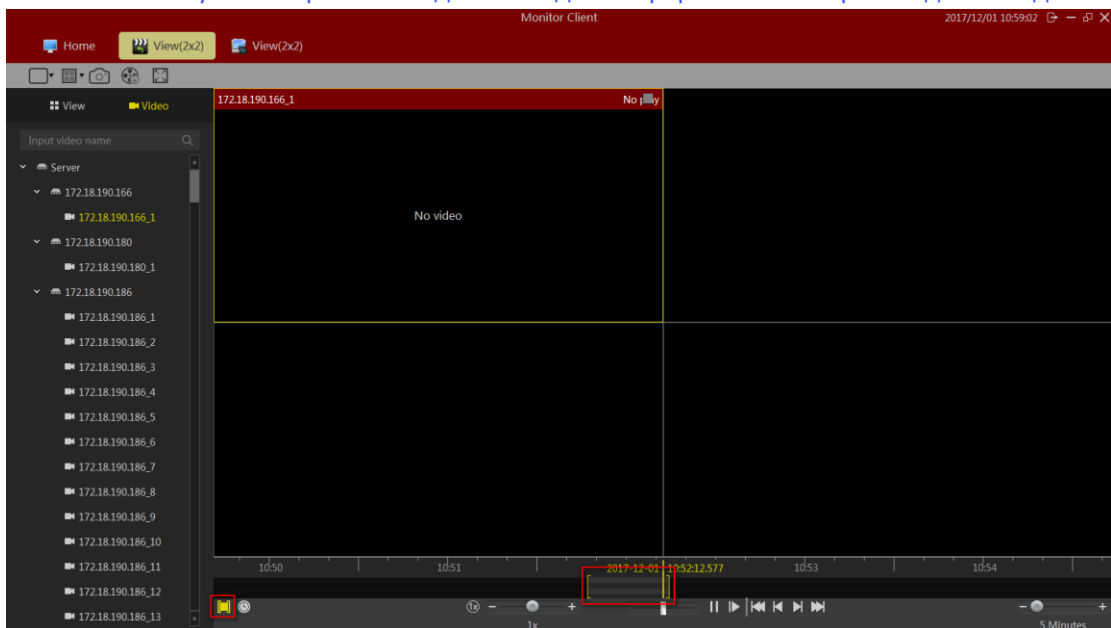 Monitor Client
2017/12/01 10:59:02
Home
View(2x2)
View(2x2)
View
Video
172.18.190.166_1
No
Input video name
Server
172.18.190.166
172.18.190.166_1
No video
172.18.190.180
172.18.190.180_1
172.18.190.186
172.18.190.186_1
172.18.190.186_2
172.18.190.186_3
172.18.190.186_4
172.18.190.186_5
172.18.190.186_6
172.18.190.186_7
172.18.190.186_8
172.18.190.186_9
172.18.190.186_10
172.18.190.186_11
172.18.190.186_12
172.18.190.186_13
10:50
10:51
2017-12-01 10:52:12.577
10:53
10:54
1x
1x
5 Minutes